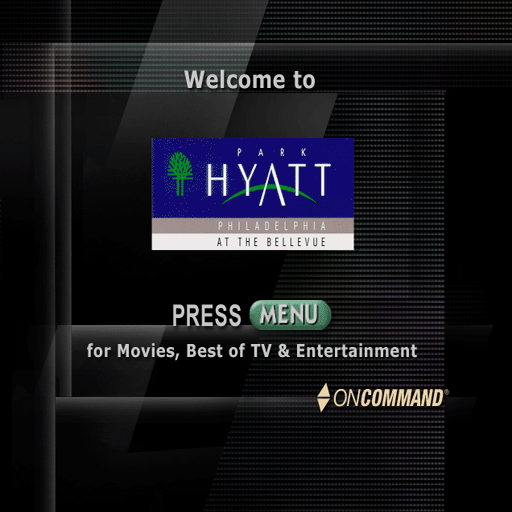 Welcome to
PARK
HYATT
PHILADELPHIA
AT THE BELLEVUE
PRESS MENU
for Movies, Best of TV & Entertainment
ONCOMMAND®